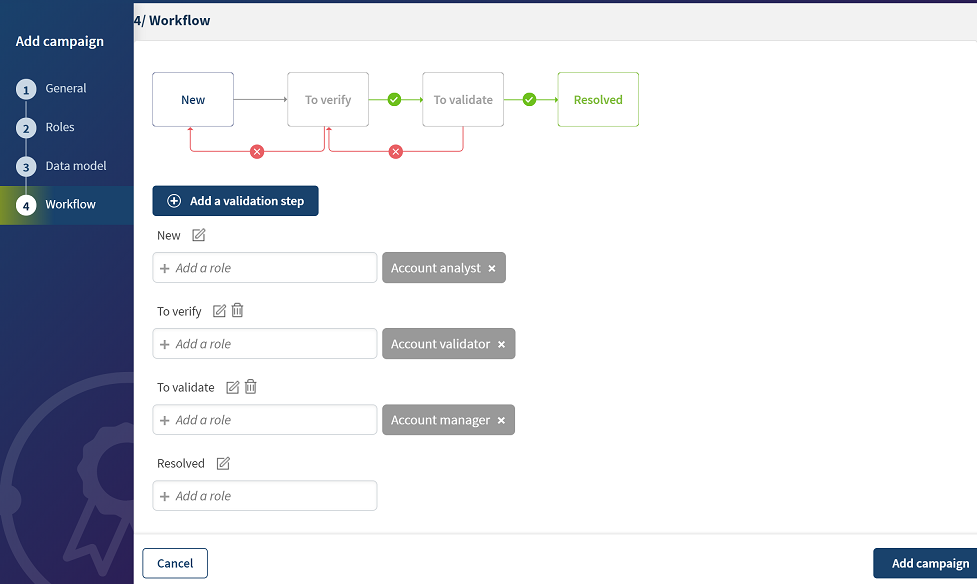 4/ Workflow
Add campaign
1 General
2 Roles
3 Data model
4 Workflow
New To verify To validate Resolved
Add a validation step
New
+ Add a role Account analyst ×
To verify
+ Add a role Account validator ×
To validate
+ Add a role Account manager ×
Resolved
+ Add a role
Cancel Add campaign